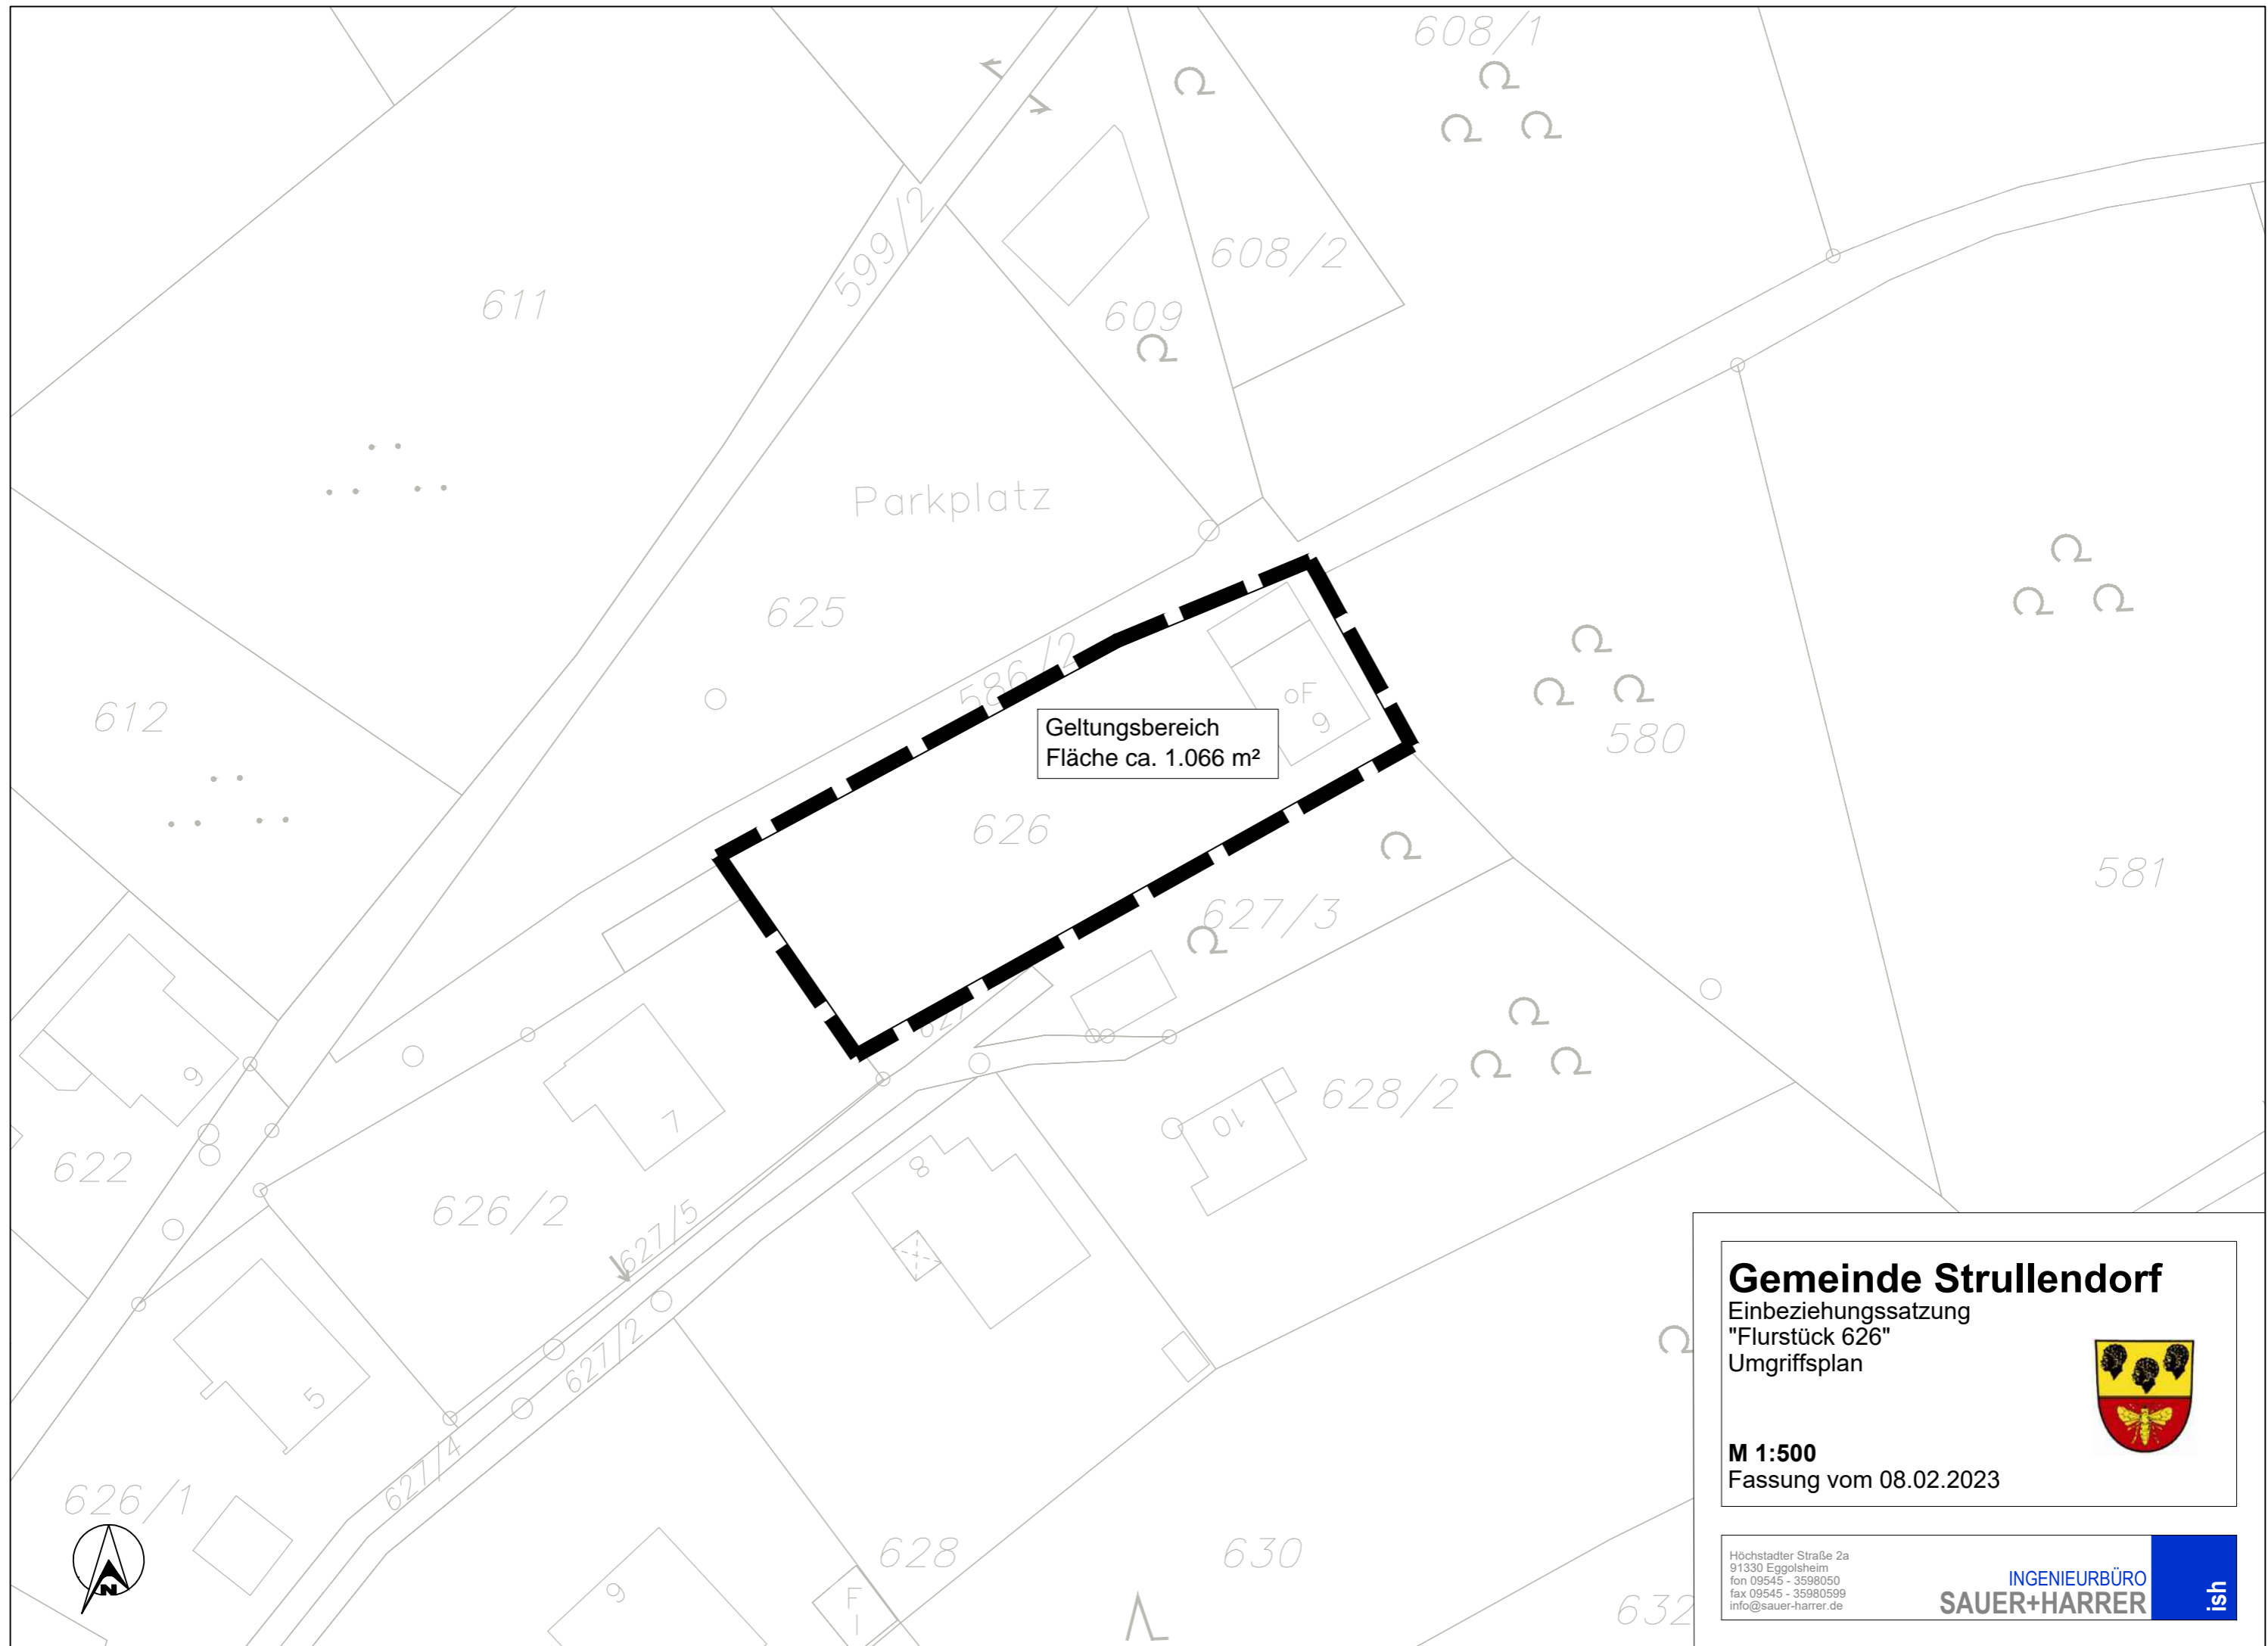 608/1
599/2
608/2
611
609
Parkplatz
625
586/2
612
oF
9
Geltungsbereich
Fläche ca. 1.066 m²
580
626
581
627/3
9
7
628/2
10
622
8
626/2
627/5
627/2
5
627/4
626/1
628
630
9
F
632
N
Gemeinde Strullendorf
Einbeziehungssatzung
"Flurstück 626"
Umgriffsplan
M 1:500
Fassung vom 08.02.2023
Höchstadter Straße 2a
91330 Eggolsheim
fon 09545 - 3598050
fax 09545 - 35980599
info@sauer-harrer.de
INGENIEURBÜRO
SAUER+HARRER
ish